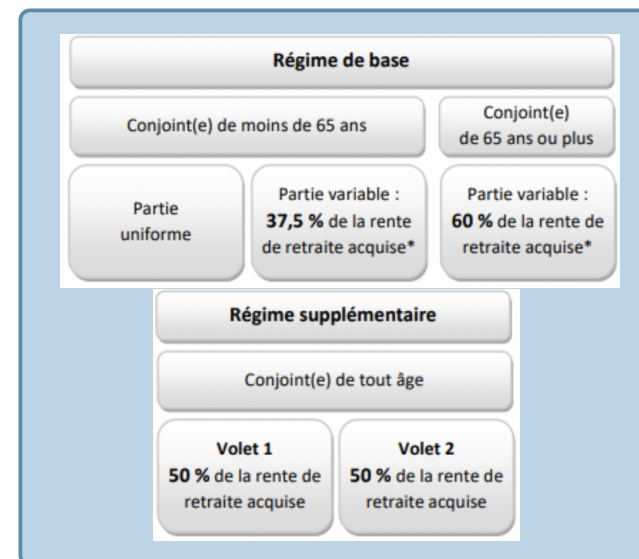 Régime de base
Conjoint(e) de moins de 65 ans
Conjoint(e)
de 65 ans ou plus
Partie
uniforme
Partie variable :
37,5 % de la rente
de retraite acquise*
Partie variable :
60 % de la rente de
retraite acquise*
Régime supplémentaire
Conjoint(e) de tout âge
Volet 1
50 % de la rente de
retraite acquise
Volet 2
50 % de la rente de
retraite acquise